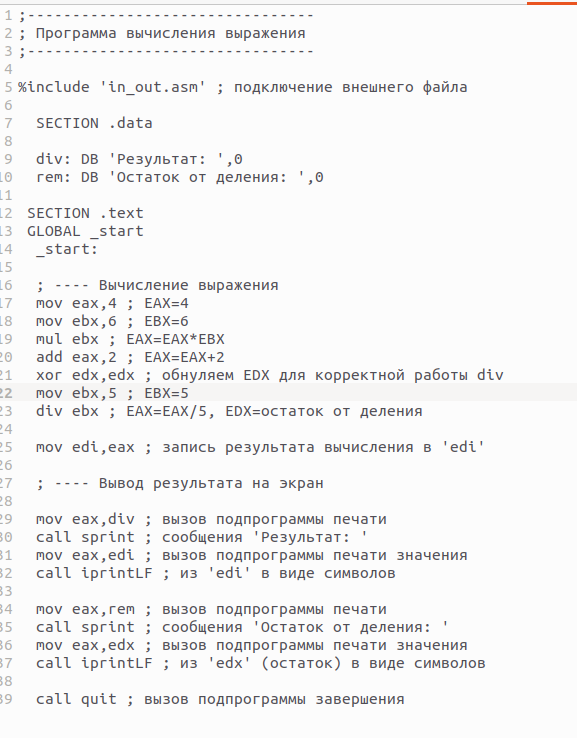 1 ;--------------------------------
2 ; Программа вычисления выражения
3 ;--------------------------------
4
5 %include 'in_out.asm' ; подключение внешнего файла
6
7 SECTION .data
8
9 div: DB 'Результат: ',0
10 rem: DB 'Остаток от деления: ',0
11
12 SECTION .text
13 GLOBAL _start
14 _start:
15
16 ; ---- Вычисление выражения
17 mov eax,4 ; EAX=4
18 mov ebx,6 ; EBX=6
19 mul ebx ; EAX=EAX*EBX
20 add eax,2 ; EAX=EAX+2
21 xor edx,edx ; обнуляем EDX для корректной работы div
22 mov ebx,5 ; EBX=5
23 div ebx ; EAX=EAX/5, EDX=остаток от деления
24
25 mov edi,eax ; запись результата вычисления в 'edi'
26
27 ; ---- Вывод результата на экран
28
29 mov eax,div ; вызов подпрограммы печати
30 call sprint ; сообщения 'Результат: '
31 mov eax,edi ; вызов подпрограммы печати значения
32 call iprintLF ; из 'edi' в виде символов
33
34 mov eax,rem ; вызов подпрограммы печати
35 call sprint ; сообщения 'Остаток от деления: '
36 mov eax,edx ; вызов подпрограммы печати значения
37 call iprintLF ; из 'edx' (остаток) в виде символов
38
39 call quit ; вызов подпрограммы завершения